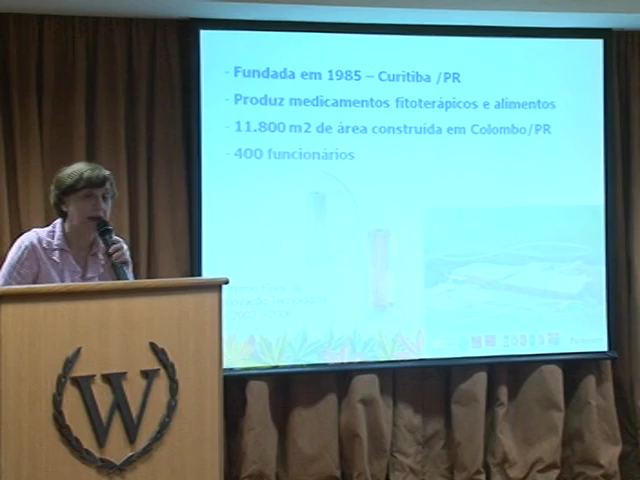 - Fundada em 1985 – Curitiba /PR
- Produz medicamentos fitoterápicos e alimentos
- 11.800 m2 de área construída em Colombo/PR
- 400 funcionários
W